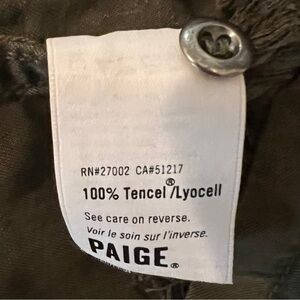 RN#27002 CA#51217
100% Tencel®/Lyocell
See care on reverse.
Voir le soin sur l'inverse.
PAIGE®